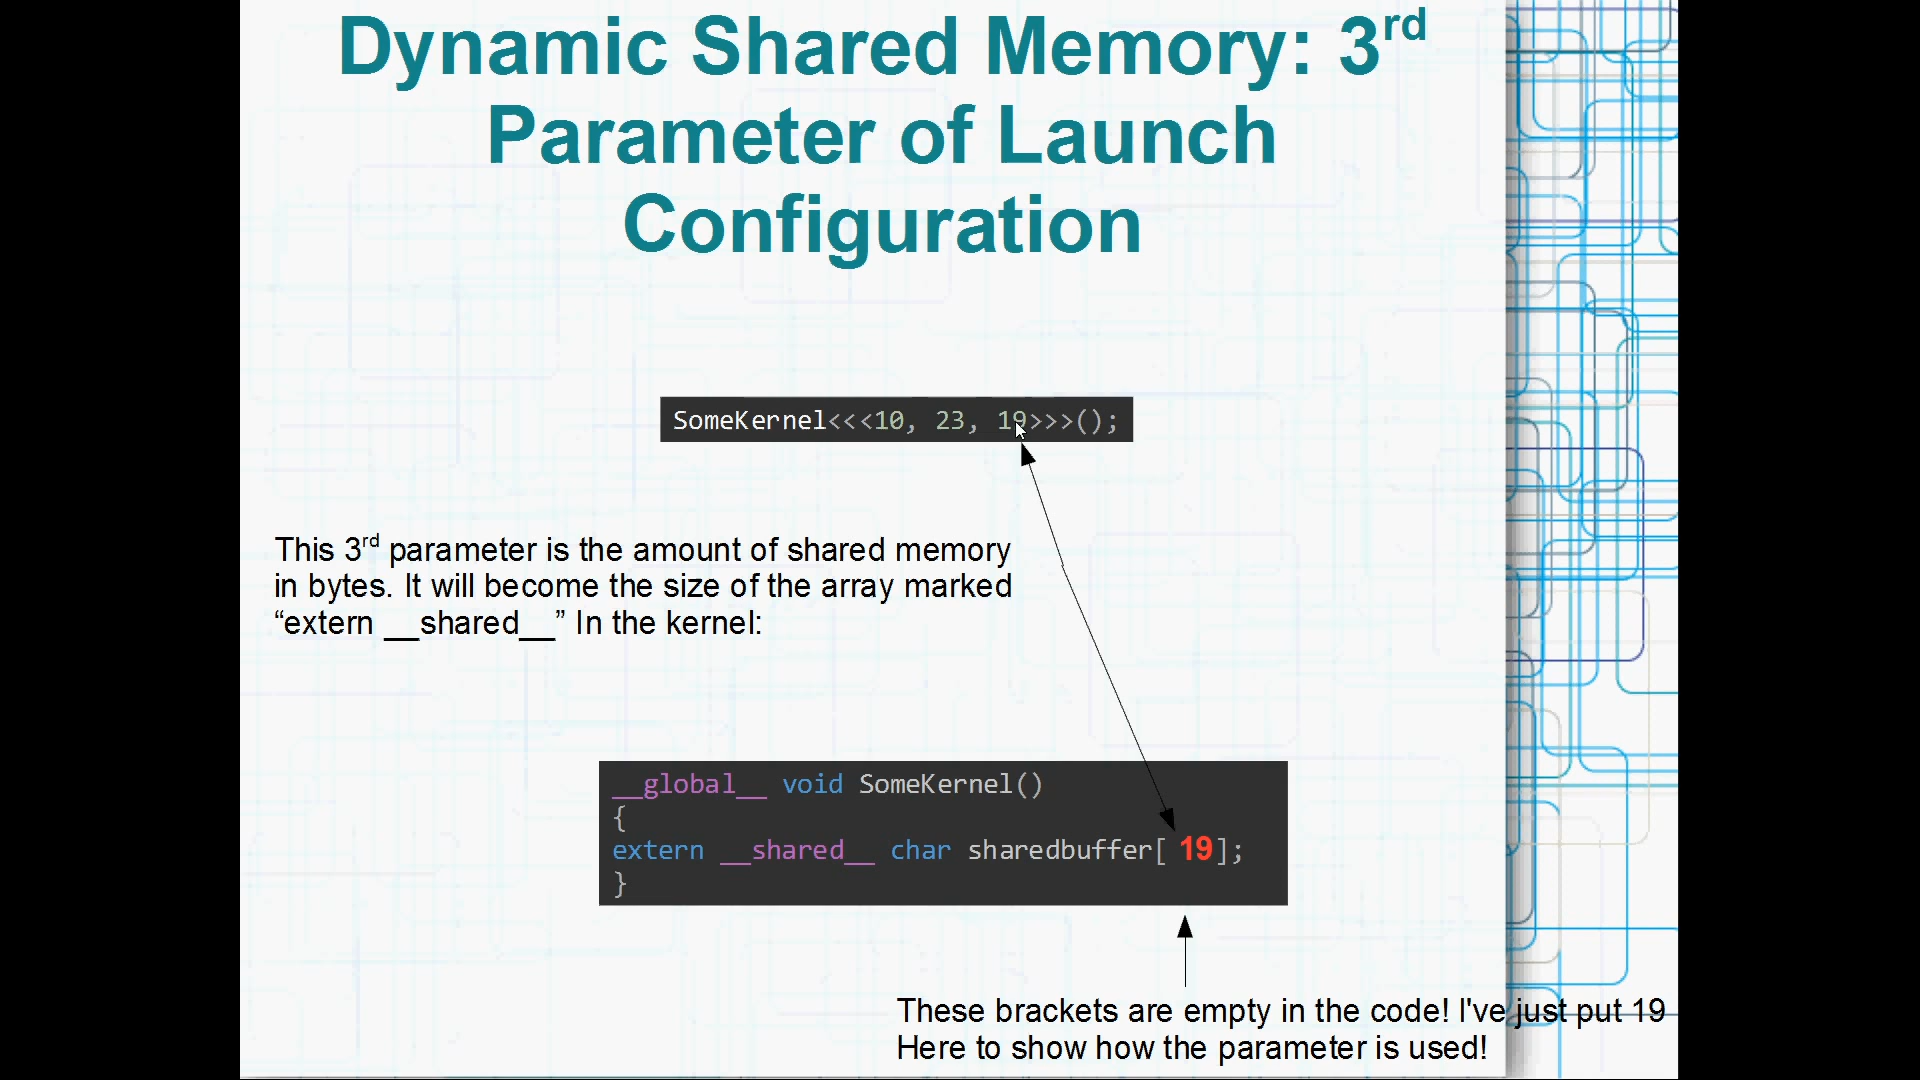 Dynamic Shared Memory: 3rd
Parameter of Launch
Configuration
SomeKernel<<<10, 23, 19>>>();
This 3rd parameter is the amount of shared memory
in bytes. It will become the size of the array marked
“extern __shared__” In the kernel:
__global__ void SomeKernel()
{
extern __shared__ char sharedbuffer[ 19];
}
These brackets are empty in the code! I've just put 19
Here to show how the parameter is used!